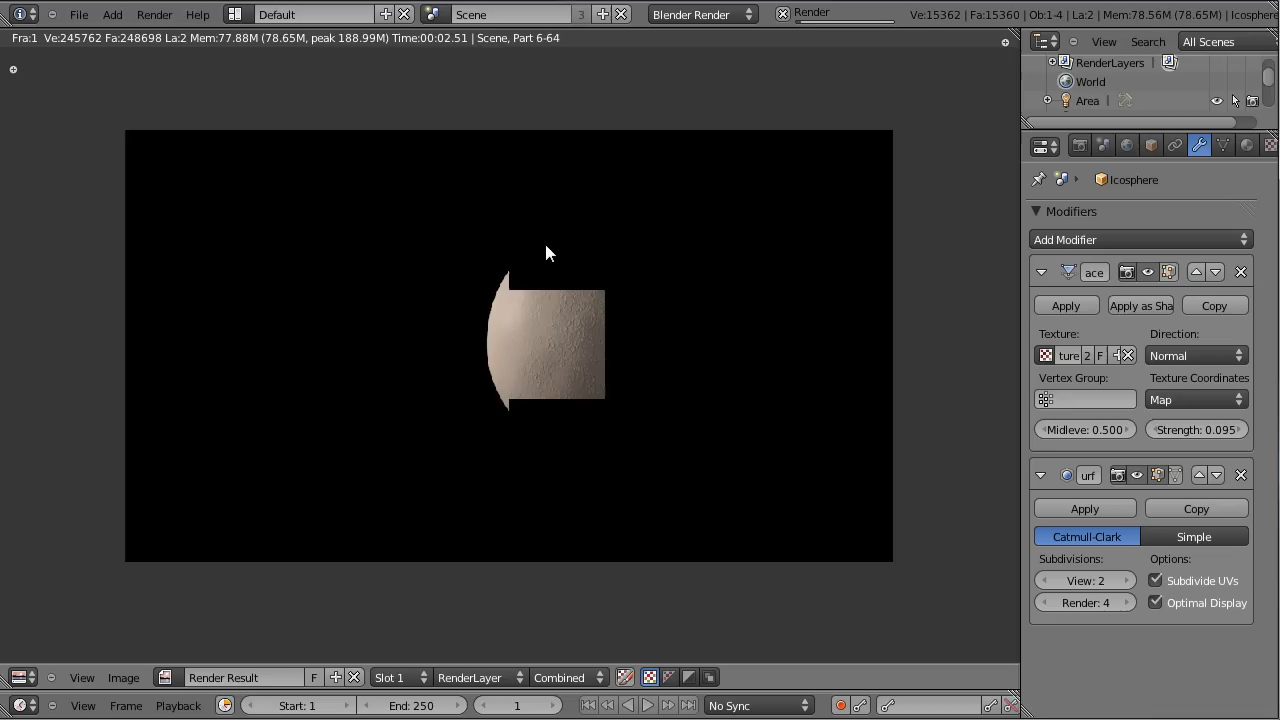 File Add Render Help Default Scene 3 Blender Render Render Ve:15362 | Fa:15360 | Ob:1-4 | La:2 | Mem:78.56M (78.65M) | Icosphere
Fra:1 Ve:245762 Fa:248698 La:2 Mem:77.88M (78.65M, peak 188.99M) Time:00:02.51 | Scene, Part 6-64
View Search All Scenes
RenderLayers |
World
Area |
Icosphere
Modifiers
Add Modifier
ace
Apply Apply as Sha Copy
Texture: Direction:
ture 2 F Normal
Vertex Group: Texture Coordinates
Map
Midleve: 0.500 Strength: 0.095
urf
Apply Copy
Catmull-Clark Simple
Subdivisions: Options:
View: 2 Subdivide UVs
Render: 4 Optimal Display
View Image Render Result F Slot 1 RenderLayer Combined
View Frame Playback Start: 1 End: 250 1 No Sync